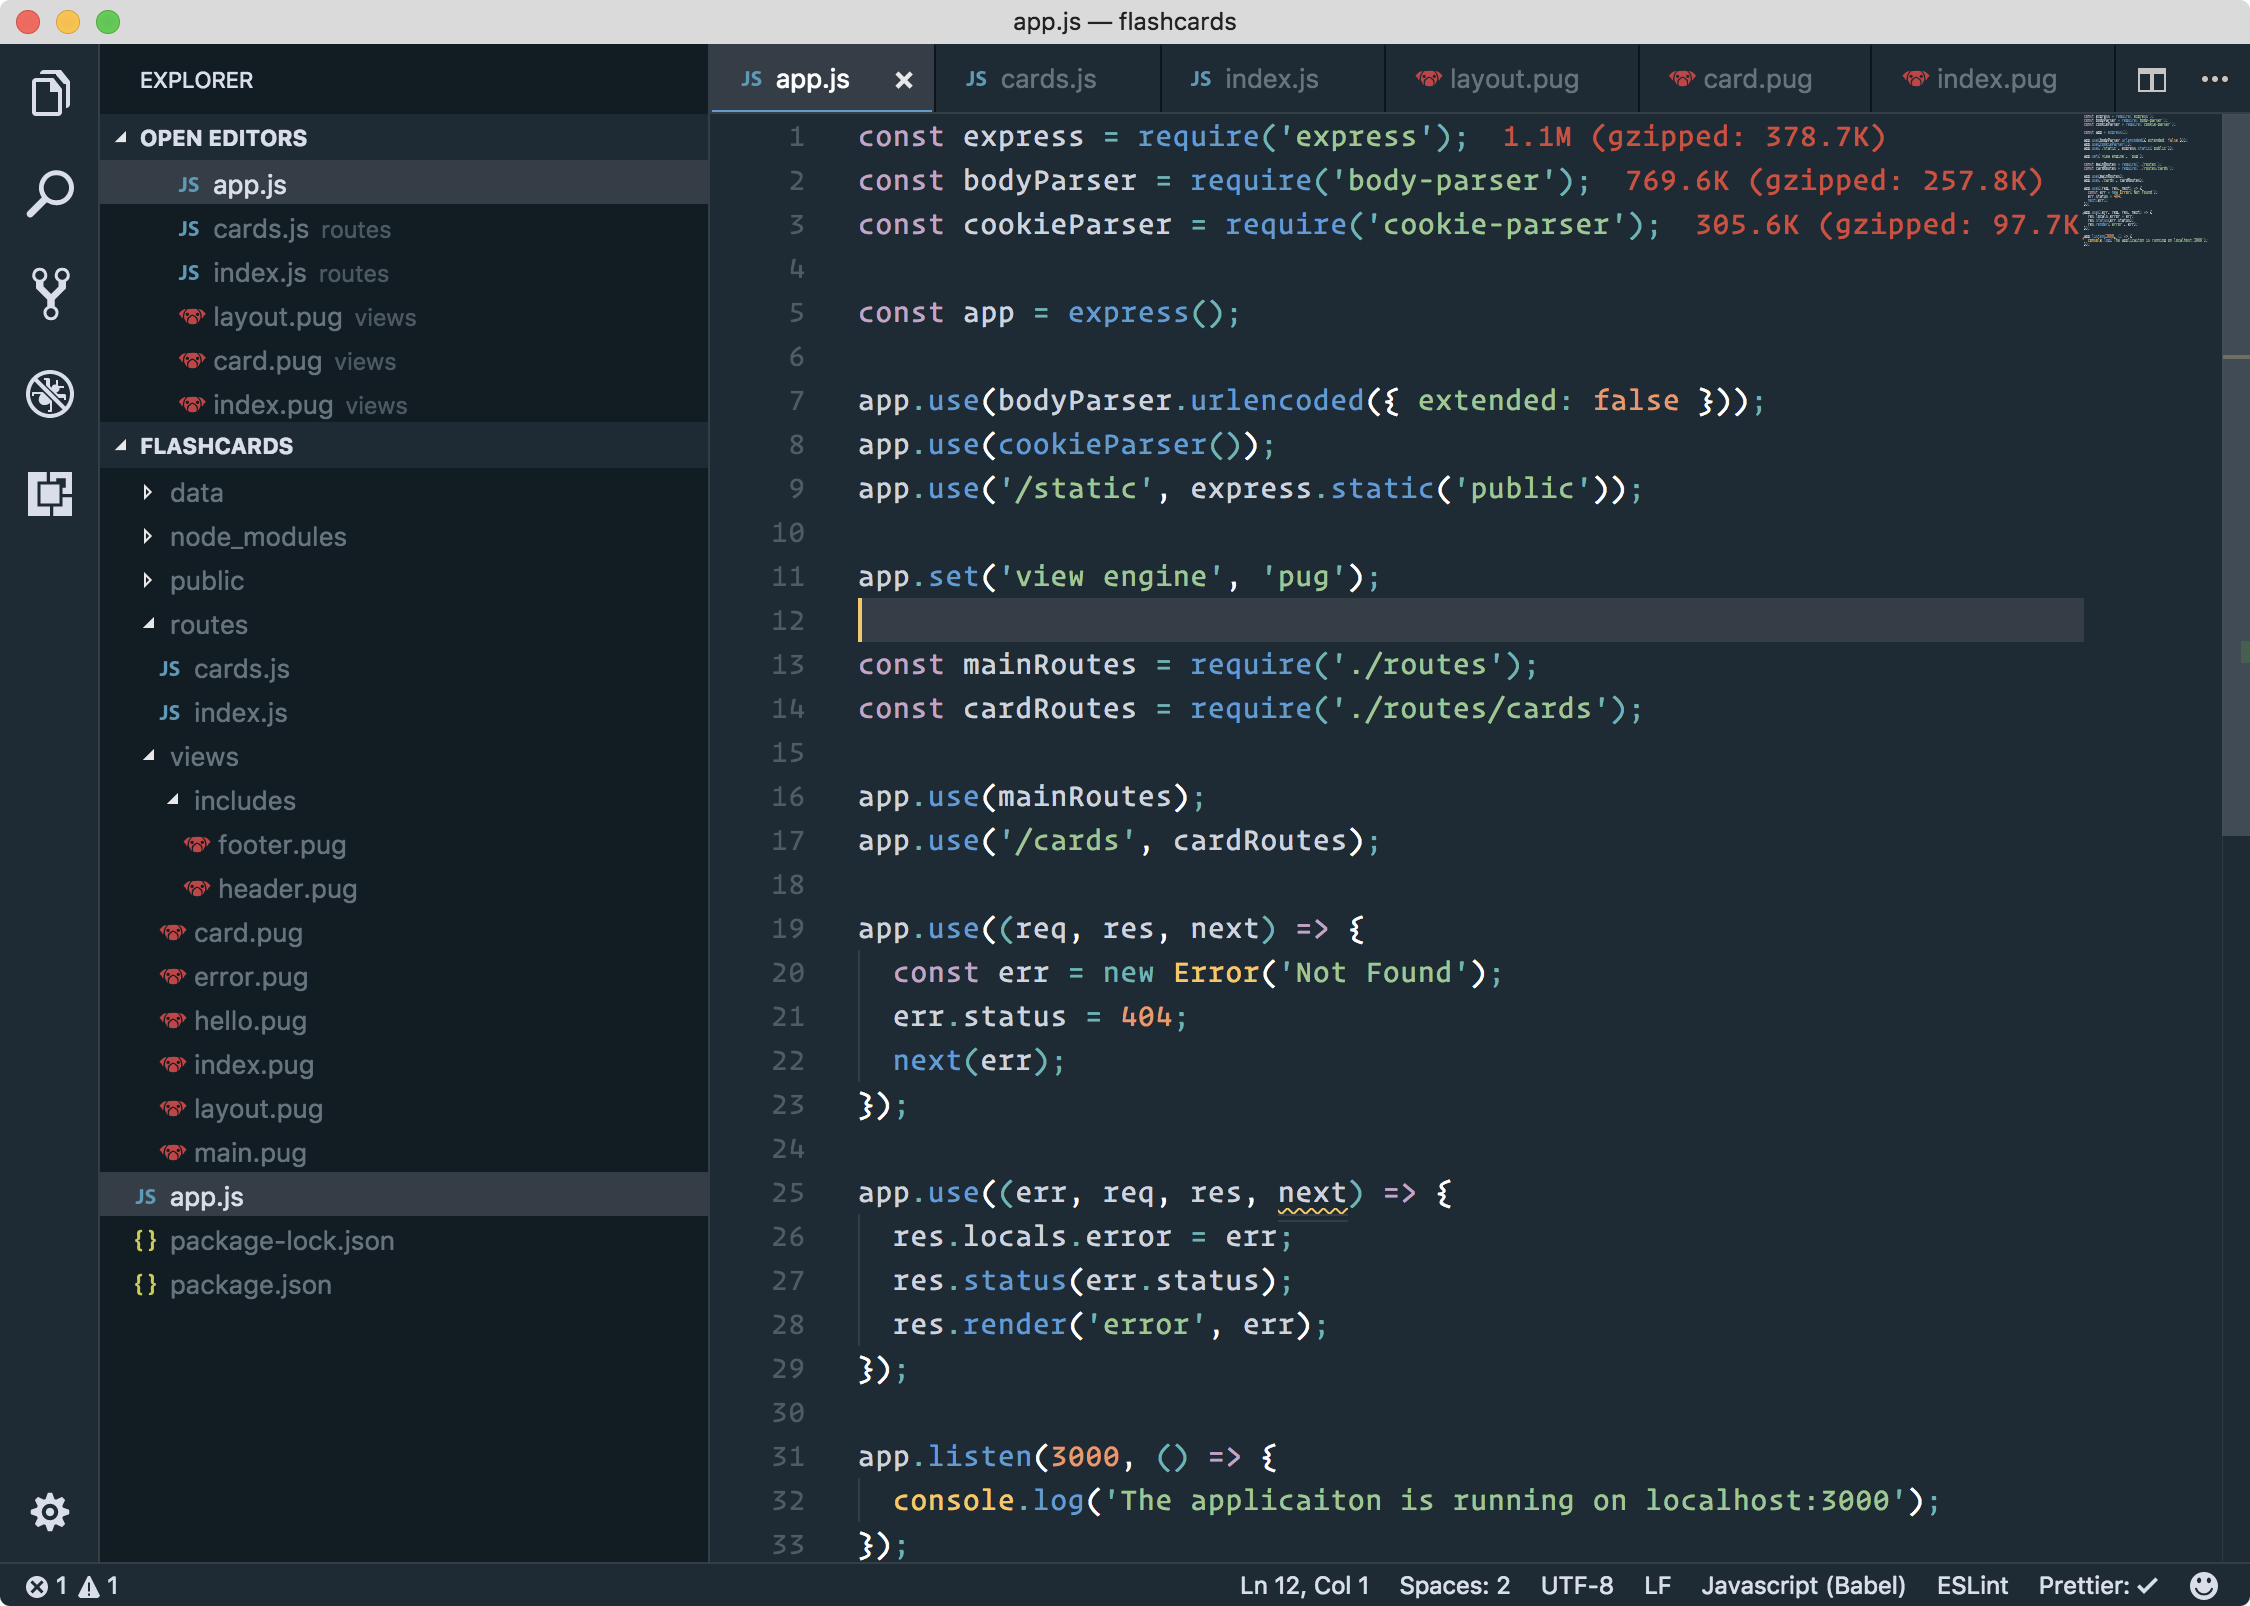 app.js — flashcards
EXPLORER
OPEN EDITORS
JS app.js
JS cards.js routes
JS index.js routes
layout.pug views
card.pug views
index.pug views
FLASHCARDS
data
node_modules
public
routes
JS cards.js
JS index.js
views
includes
footer.pug
header.pug
card.pug
error.pug
hello.pug
index.pug
layout.pug
main.pug
JS app.js
{} package-lock.json
{} package.json
JS app.js × JS cards.js JS index.js layout.pug card.pug index.pug ...
1 const express = require('express'); 1.1M (gzipped: 378.7K)
2 const bodyParser = require('body-parser'); 769.6K (gzipped: 257.8K)
3 const cookieParser = require('cookie-parser'); 305.6K (gzipped: 97.7K
4
5 const app = express();
6
7 app.use(bodyParser.urlencoded({ extended: false }));
8 app.use(cookieParser());
9 app.use('/static', express.static('public'));
10
11 app.set('view engine', 'pug');
12
13 const mainRoutes = require('./routes');
14 const cardRoutes = require('./routes/cards');
15
16 app.use(mainRoutes);
17 app.use('/cards', cardRoutes);
18
19 app.use((req, res, next) => {
20 const err = new Error('Not Found');
21 err.status = 404;
22 next(err);
23 });
24
25 app.use((err, req, res, next) => {
26 res.locals.error = err;
27 res.status(err.status);
28 res.render('error', err);
29 });
30
31 app.listen(3000, () => {
32 console.log('The applicaiton is running on localhost:3000');
33 });
1 1 Ln 12, Col 1 Spaces: 2 UTF-8 LF Javascript (Babel) ESLint Prettier: ✓